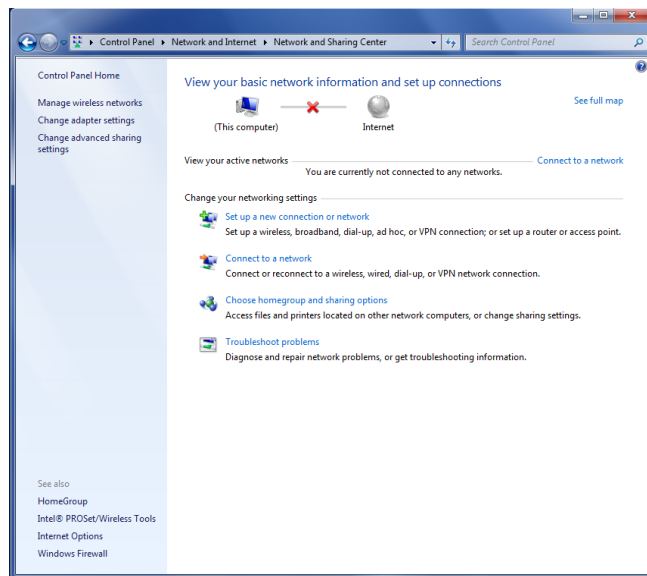 Control Panel Network and Internet Network and Sharing Center Search Control Panel
Control Panel Home
Manage wireless networks
Change adapter settings
Change advanced sharing
settings
See also
HomeGroup
Intel® PROSet/Wireless Tools
Internet Options
Windows Firewall
View your basic network information and set up connections
See full map
(This computer) Internet
View your active networks Connect to a network
You are currently not connected to any networks.
Change your networking settings
Set up a new connection or network
Set up a wireless, broadband, dial-up, ad hoc, or VPN connection; or set up a router or access point.
Connect to a network
Connect or reconnect to a wireless, wired, dial-up, or VPN network connection.
Choose homegroup and sharing options
Access files and printers located on other network computers, or change sharing settings.
Troubleshoot problems
Diagnose and repair network problems, or get troubleshooting information.